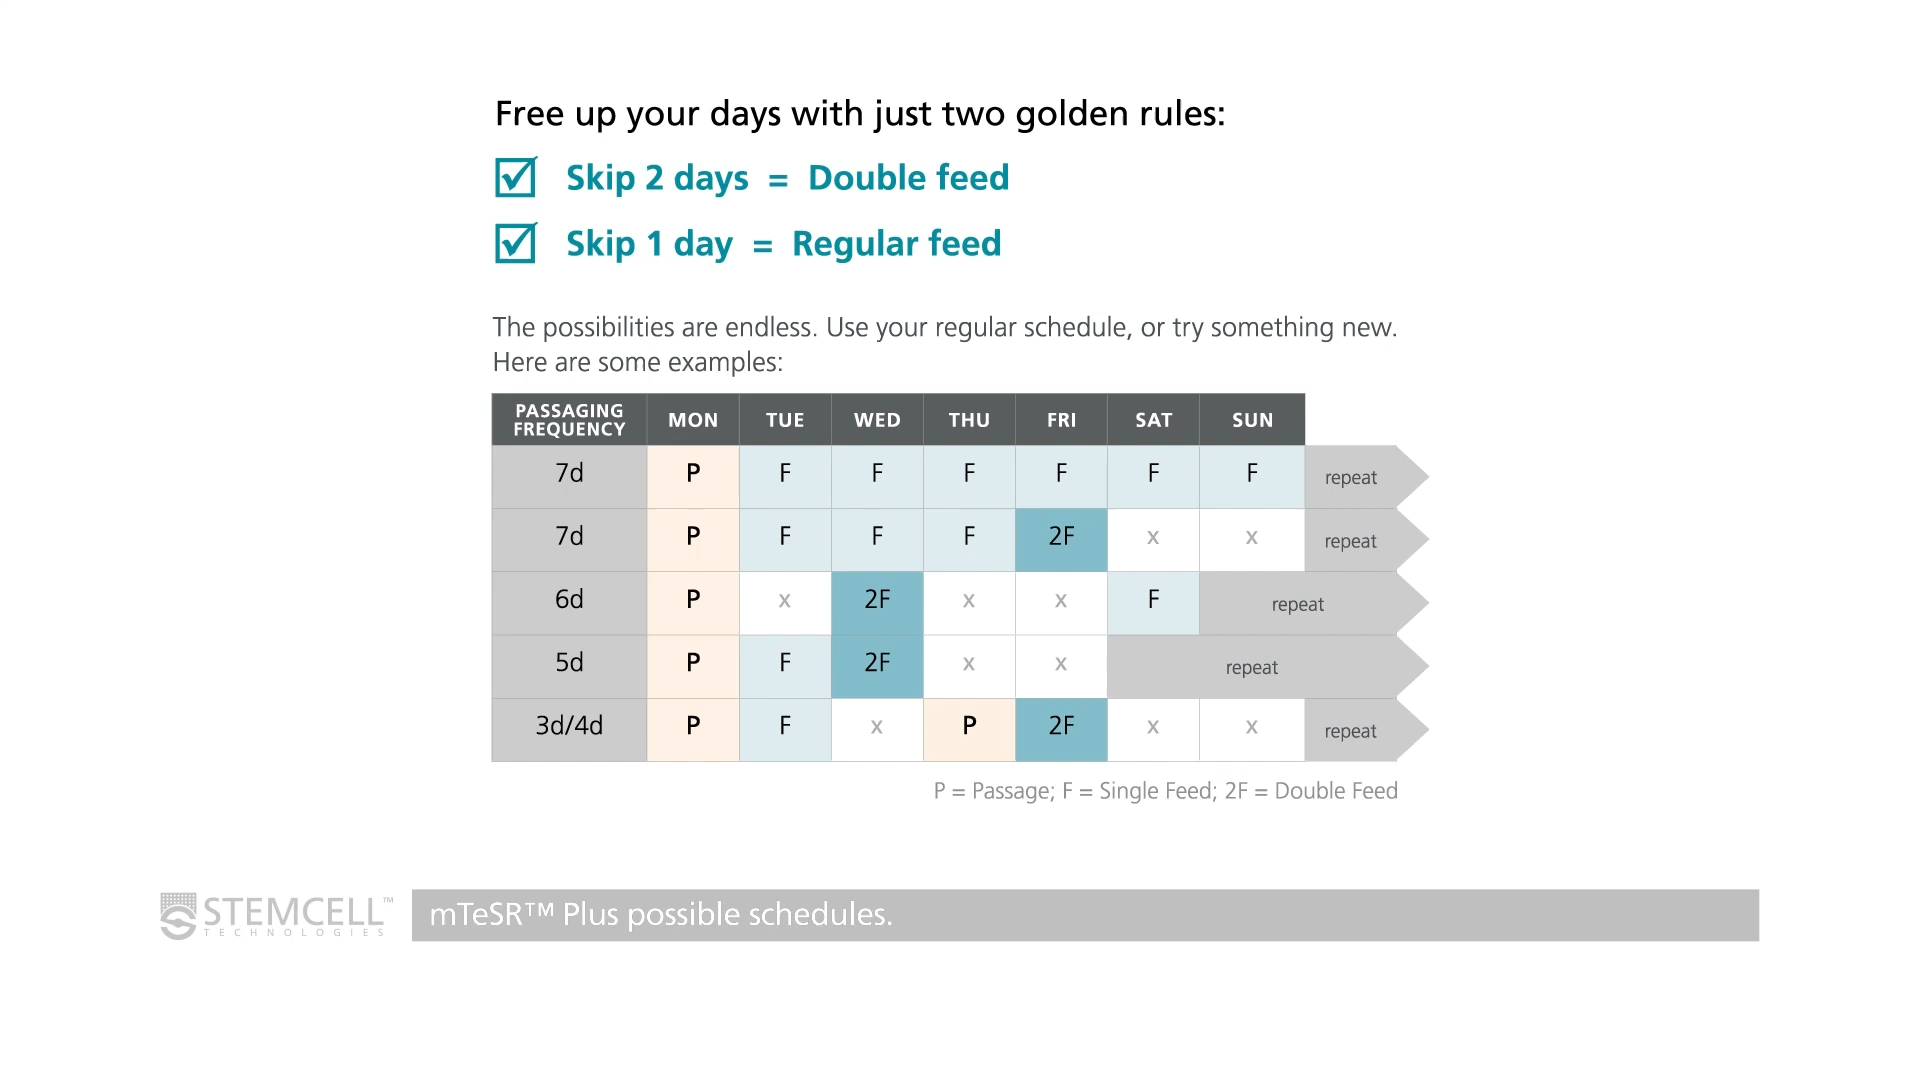 Free up your days with just two golden rules:
Skip 2 days = Double feed
Skip 1 day = Regular feed
The possibilities are endless. Use your regular schedule, or try something new.
Here are some examples:
PASSAGING FREQUENCY MON TUE WED THU FRI SAT SUN
7d P F F F F F F repeat
7d P F F F 2F x x repeat
6d P x 2F x x F repeat
5d P F 2F x x repeat
3d/4d P F x P 2F x x repeat
P = Passage; F = Single Feed; 2F = Double Feed
STEMCELL™
TECHNOLOGIES
mTeSR™ Plus possible schedules.